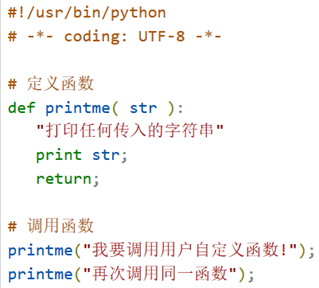 #!/usr/bin/python
# -*- coding: UTF-8 -*-
# 定义函数
def printme( str ):
"打印任何传入的字符串"
print str;
return;
# 调用函数
printme("我要调用用户自定义函数!");
printme("再次调用同一函数");